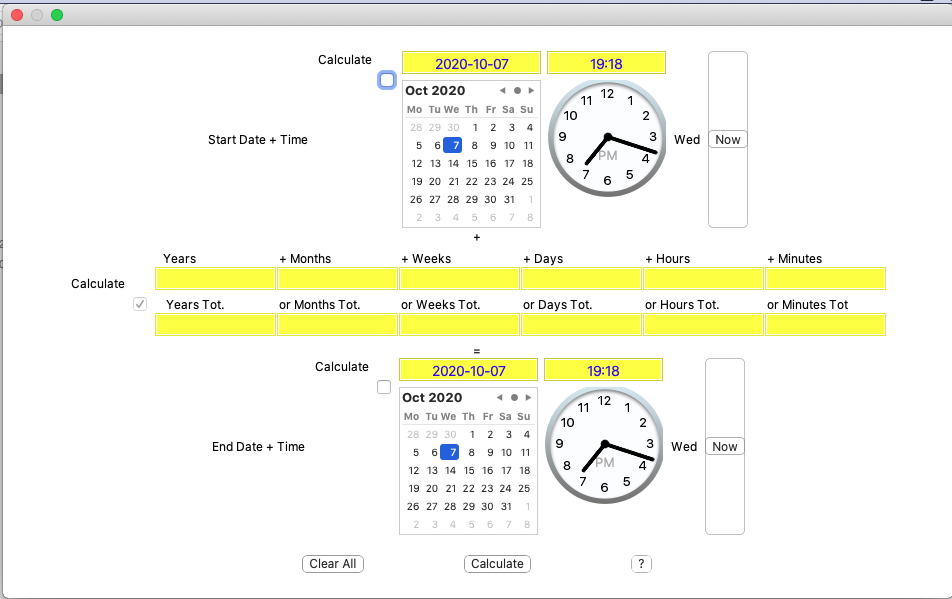 Calculate
2020-10-07 19:18
Oct 2020
Mo Tu We Th Fr Sa Su
28 29 30 1 2 3 4
5 6 7 8 9 10 11
12 13 14 15 16 17 18
19 20 21 22 23 24 25
26 27 28 29 30 31 1
2 3 4 5 6 7 8
Start Date + Time
12 1 2 3 4 5 6 7 8 9 10 11
PM
Wed
Now
+
Years + Months + Weeks + Days + Hours + Minutes
Calculate
Years Tot. or Months Tot. or Weeks Tot. or Days Tot. or Hours Tot. or Minutes Tot
=
Calculate
2020-10-07 19:18
Oct 2020
Mo Tu We Th Fr Sa Su
28 29 30 1 2 3 4
5 6 7 8 9 10 11
12 13 14 15 16 17 18
19 20 21 22 23 24 25
26 27 28 29 30 31 1
2 3 4 5 6 7 8
End Date + Time
12 1 2 3 4 5 6 7 8 9 10 11
PM
Wed
Now
Clear All Calculate ?